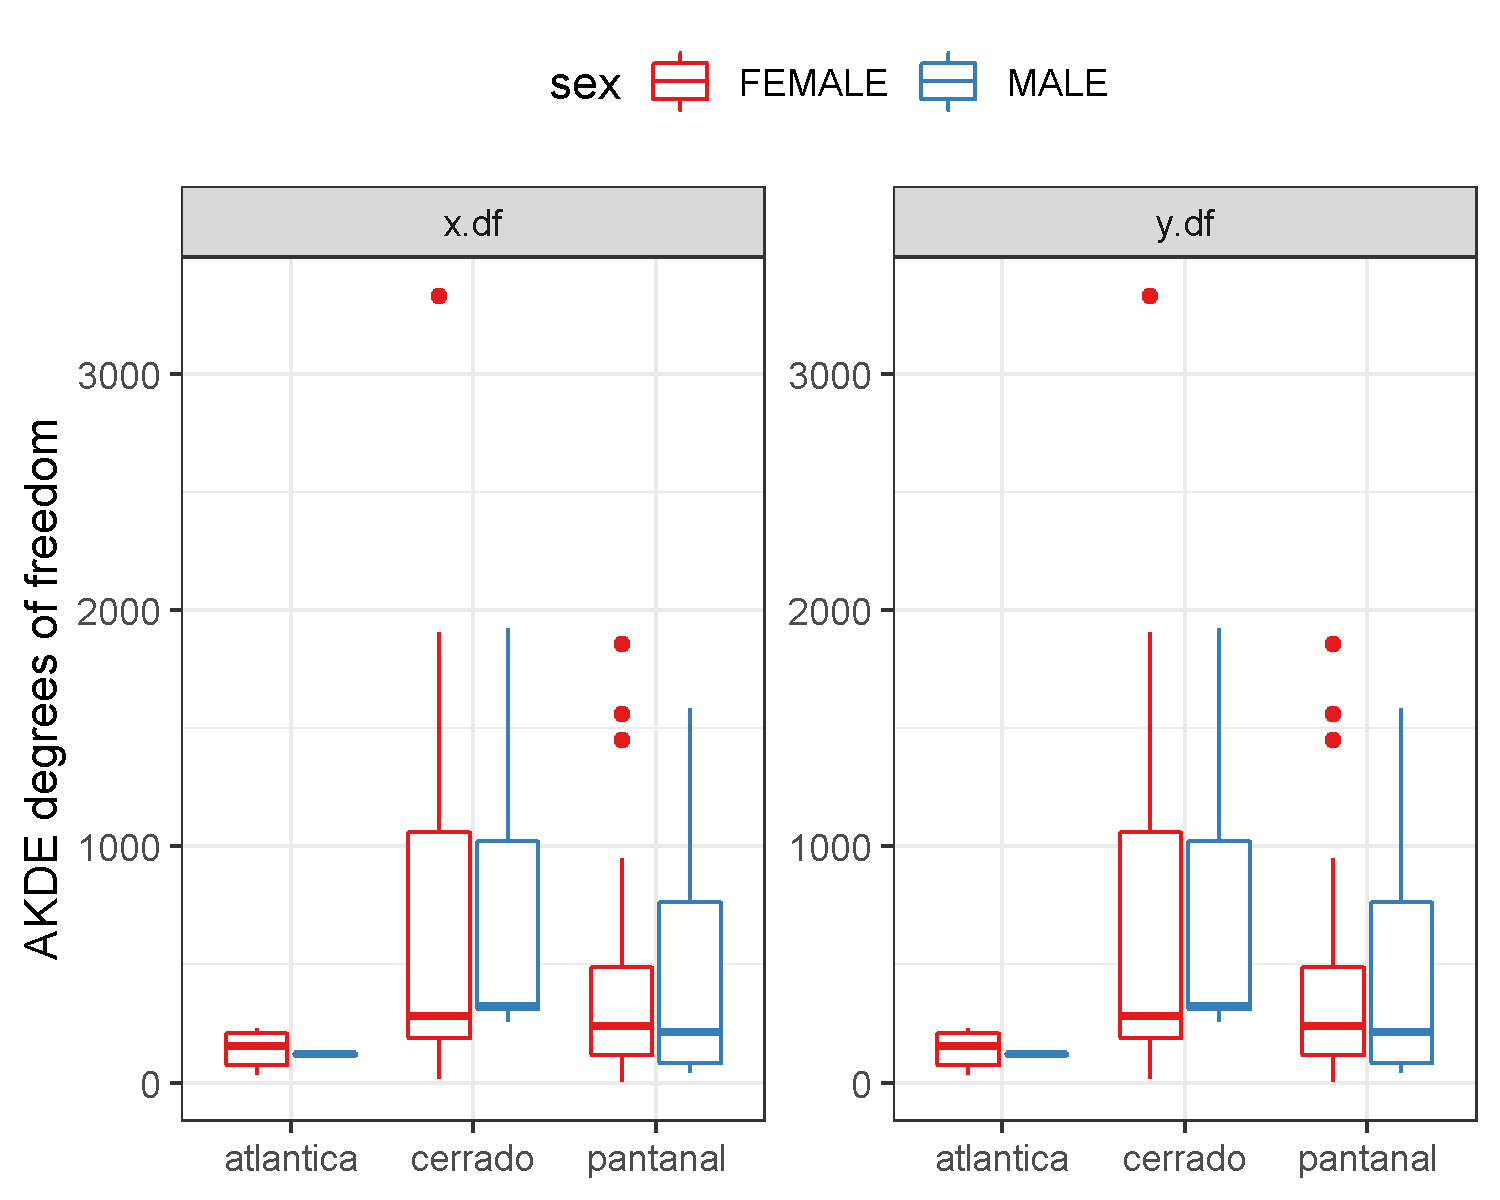 sex FEMALE MALE
x.df y.df
AKDE degrees of freedom
3000 3000
2000 2000
1000 1000
0 0
atlantica cerrado pantanal atlantica cerrado pantanal